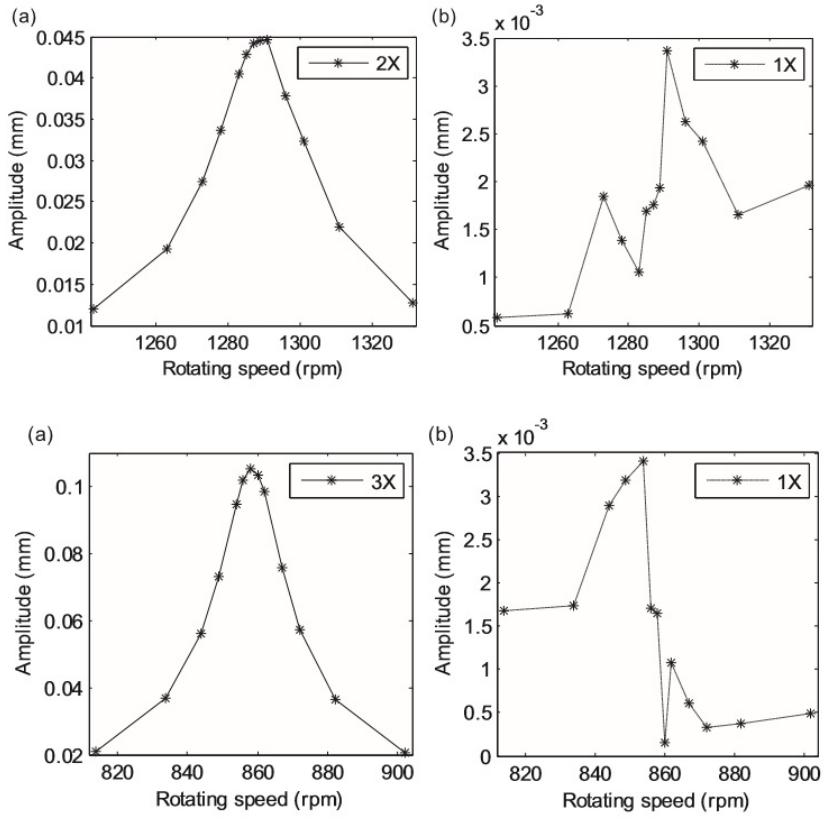 (a)
0.045
0.04
0.035
0.03
0.025
0.02
0.015
0.01
Amplitude (mm)
2X
1260 1280 1300 1320
Rotating speed (rpm)
(b)
x 10⁻³
3.5
3
2.5
2
1.5
1
0.5
Amplitude (mm)
1X
1260 1280 1300 1320
Rotating speed (rpm)
(a)
0.1
0.08
0.06
0.04
0.02
Amplitude (mm)
3X
820 840 860 880 900
Rotating speed (rpm)
(b)
x 10⁻³
3.5
3
2.5
2
1.5
1
0.5
0
Amplitude (mm)
1X
820 840 860 880 900
Rotating speed (rpm)